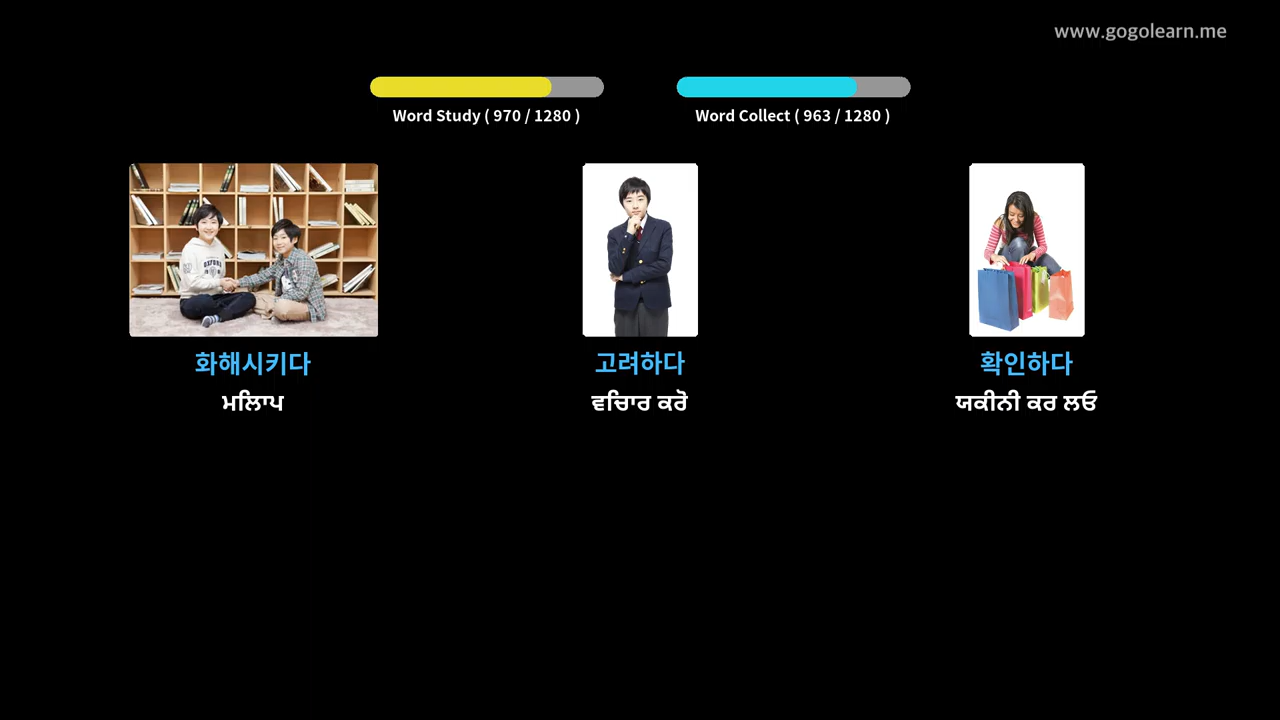 www.gogolearn.me
Word Study ( 970 / 1280 )
Word Collect ( 963 / 1280 )
화해시키다
고려하다
확인하다
ਮਲਿਾਪ
ਵਚਿਾਰ ਕਰੋ
ਯਕੀਨੀ ਕਰ ਲਓ